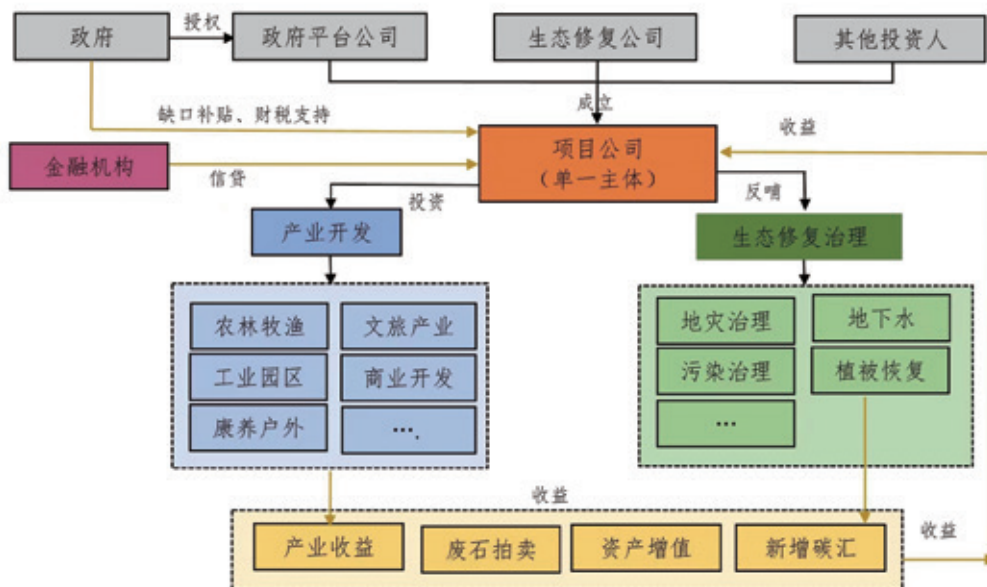 政府
授权
政府平台公司
生态修复公司
其他投资人
缺口补贴、财税支持
成立
收益
金融机构
信贷
项目公司
（单一主体）
投资
反哺
产业开发
生态修复治理
农林牧渔
文旅产业
工业园区
商业开发
康养户外
….
地灾治理
地下水
污染治理
植被恢复
…
收益
产业收益
废石拍卖
资产增值
新增碳汇
收益